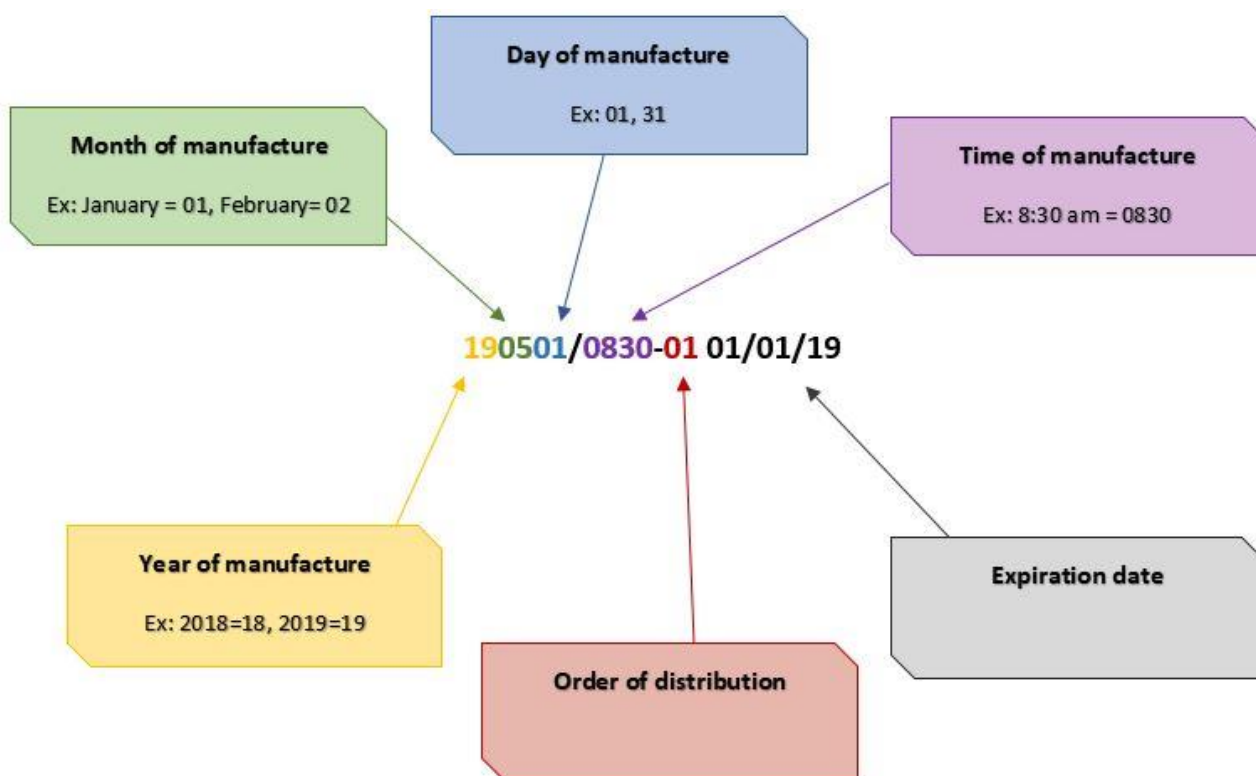 Day of manufacture
Ex: 01, 31
Month of manufacture
Ex: January = 01, February= 02
Time of manufacture
Ex: 8:30 am = 0830
190501/0830-01 01/01/19
Year of manufacture
Ex: 2018=18, 2019=19
Expiration date
Order of distribution